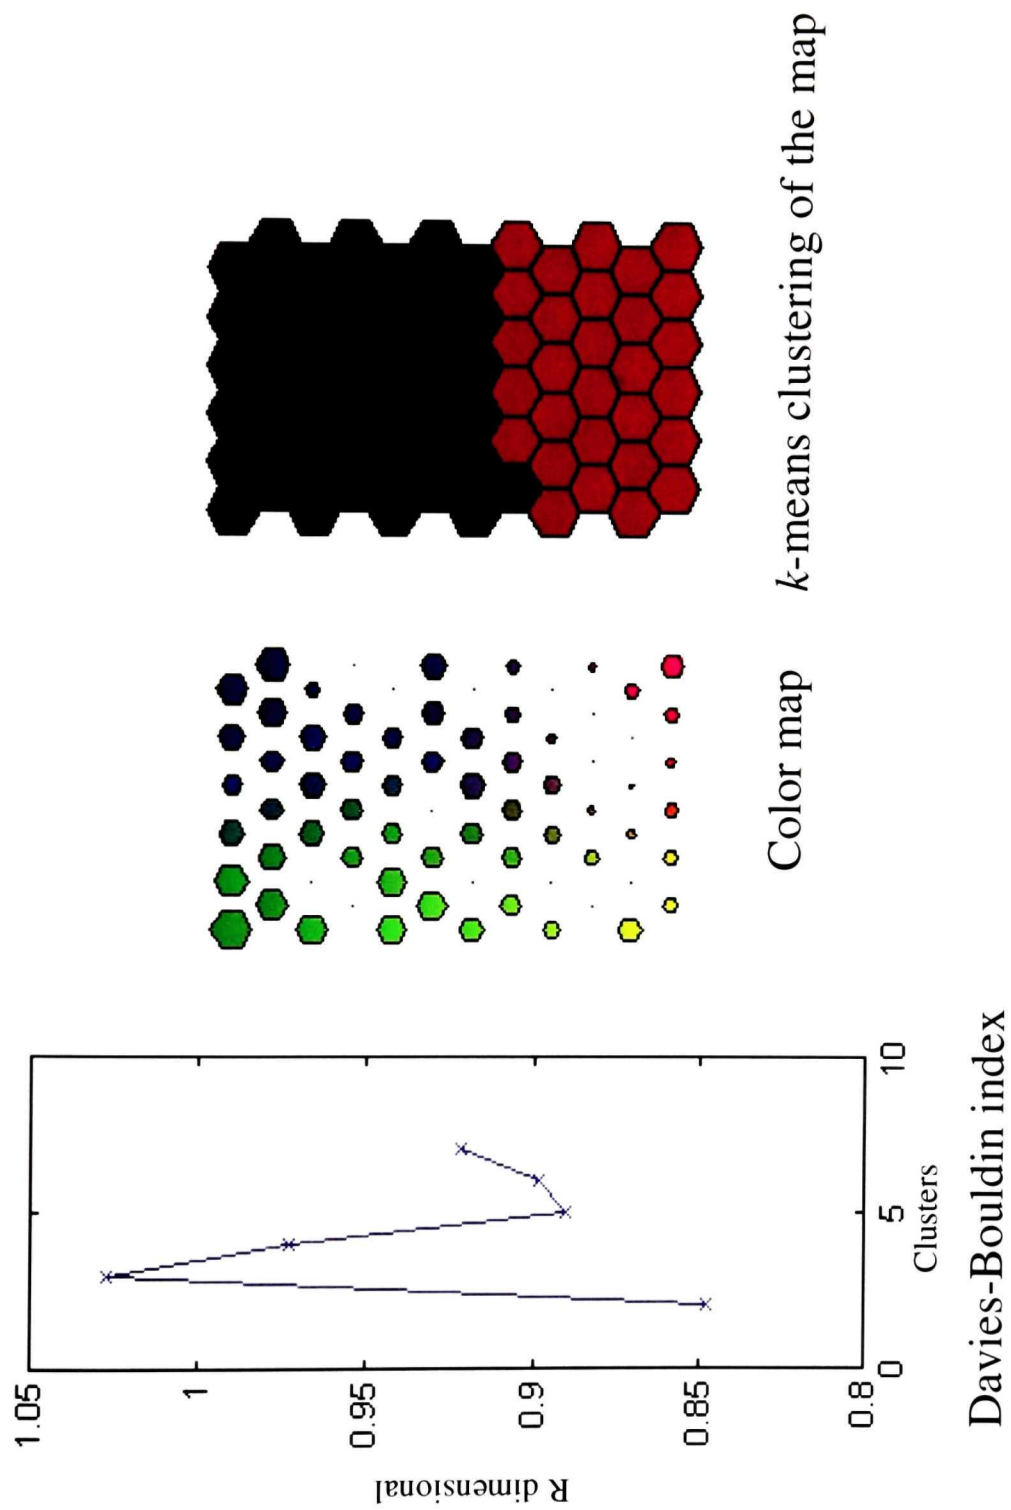 R dimensional
1.05
1
0.95
0.9
0.85
0.8
0
5
10
Clusters
Davies-Bouldin index
Color map
k-means clustering of the map